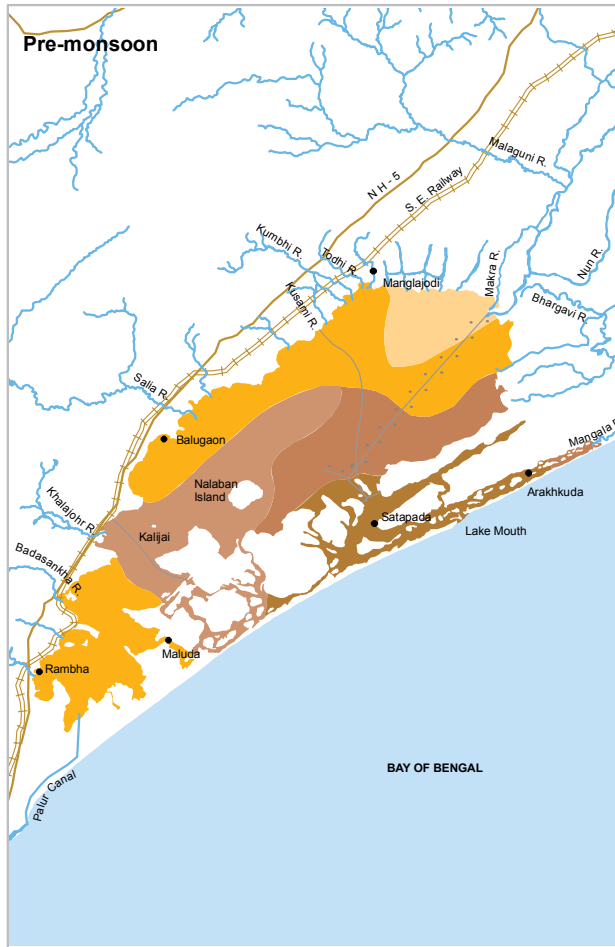 Pre-monsoon
Malaguni R.
N H - 5
S. E. Railway
Kumbhi R.
Todhi R.
Nun R.
Makra R.
Manglajodi
Kusami R.
Bhargavi R.
Salia R.
Balugaon
Mangala
Nalaban
Island
Arakhkuda
Khalajohr R.
Satapada
Lake Mouth
Kalijai
Badasankha R.
Maluda
Rambha
BAY OF BENGAL
Palur Canal